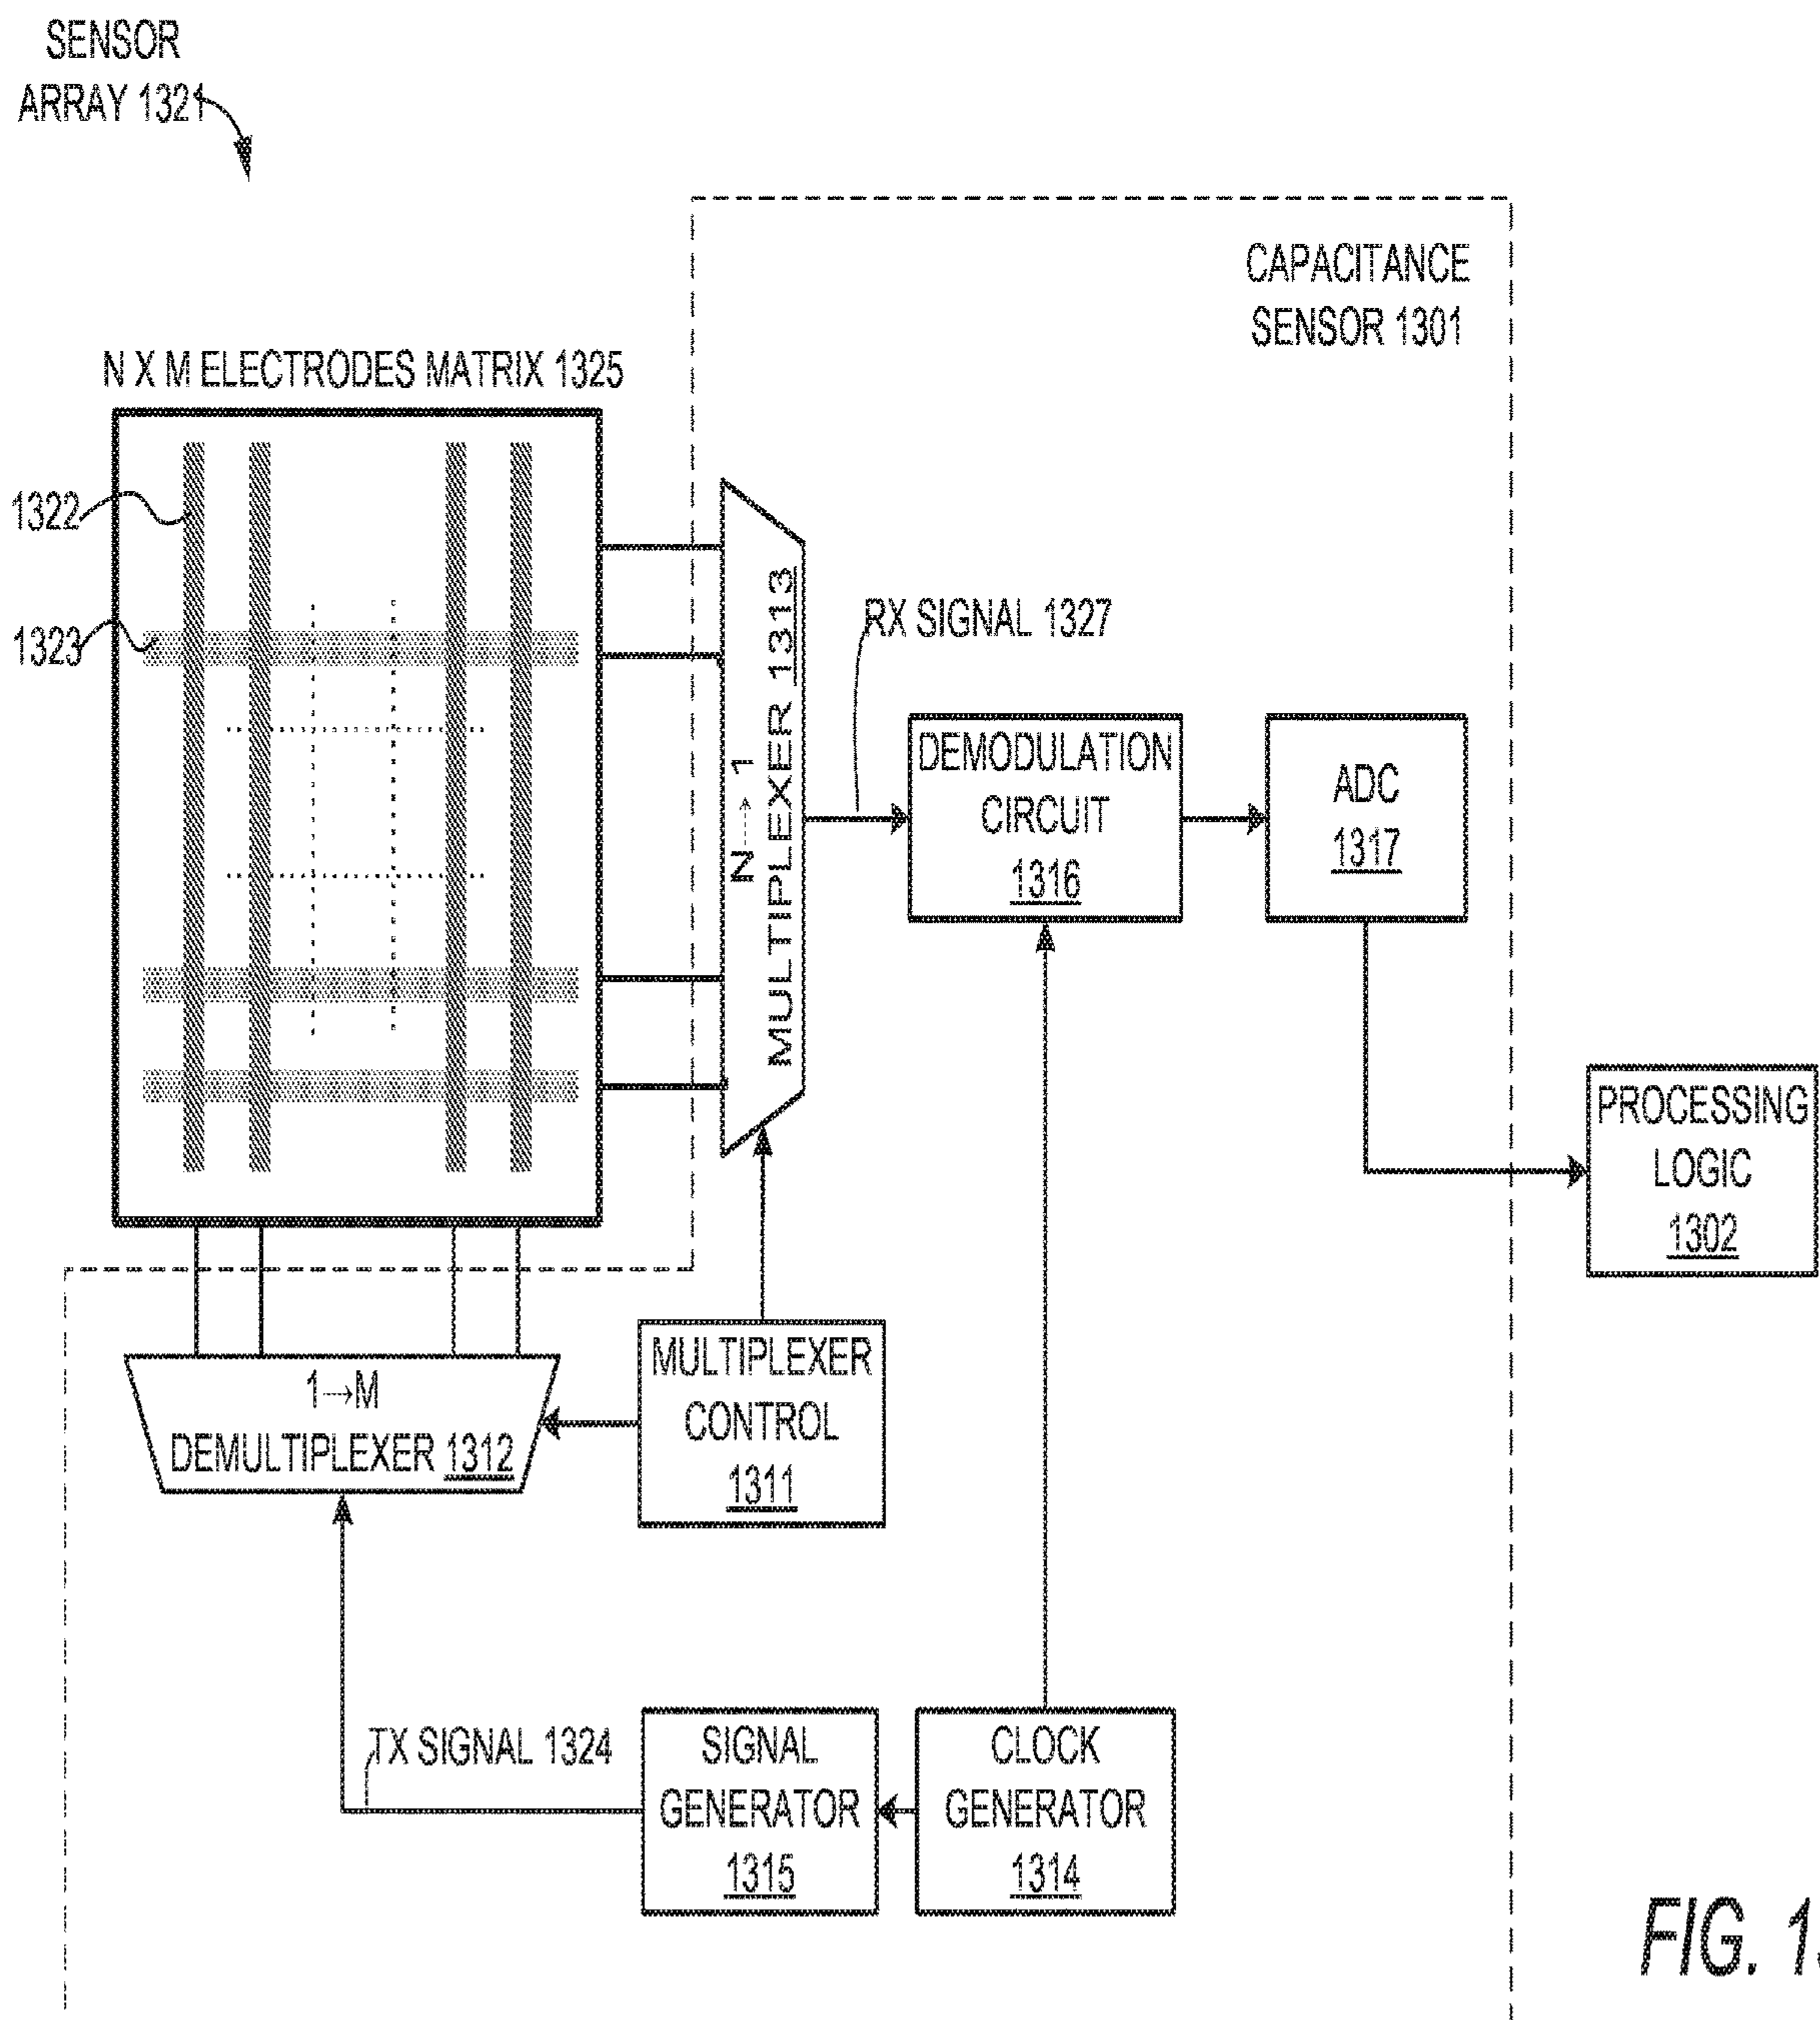 SENSOR
ARRAY 1321
CAPACITANCE
SENSOR 1301
N X M ELECTRODES MATRIX 1325
1322
1323
N→1
MULTIPLEXER 1313
RX SIGNAL 1327
DEMODULATION
CIRCUIT
1316
ADC
1317
PROCESSING
LOGIC
1302
1→M
DEMULTIPLEXER 1312
MULTIPLEXER
CONTROL
1311
TX SIGNAL 1324
SIGNAL
GENERATOR
1315
CLOCK
GENERATOR
1314
FIG. 1